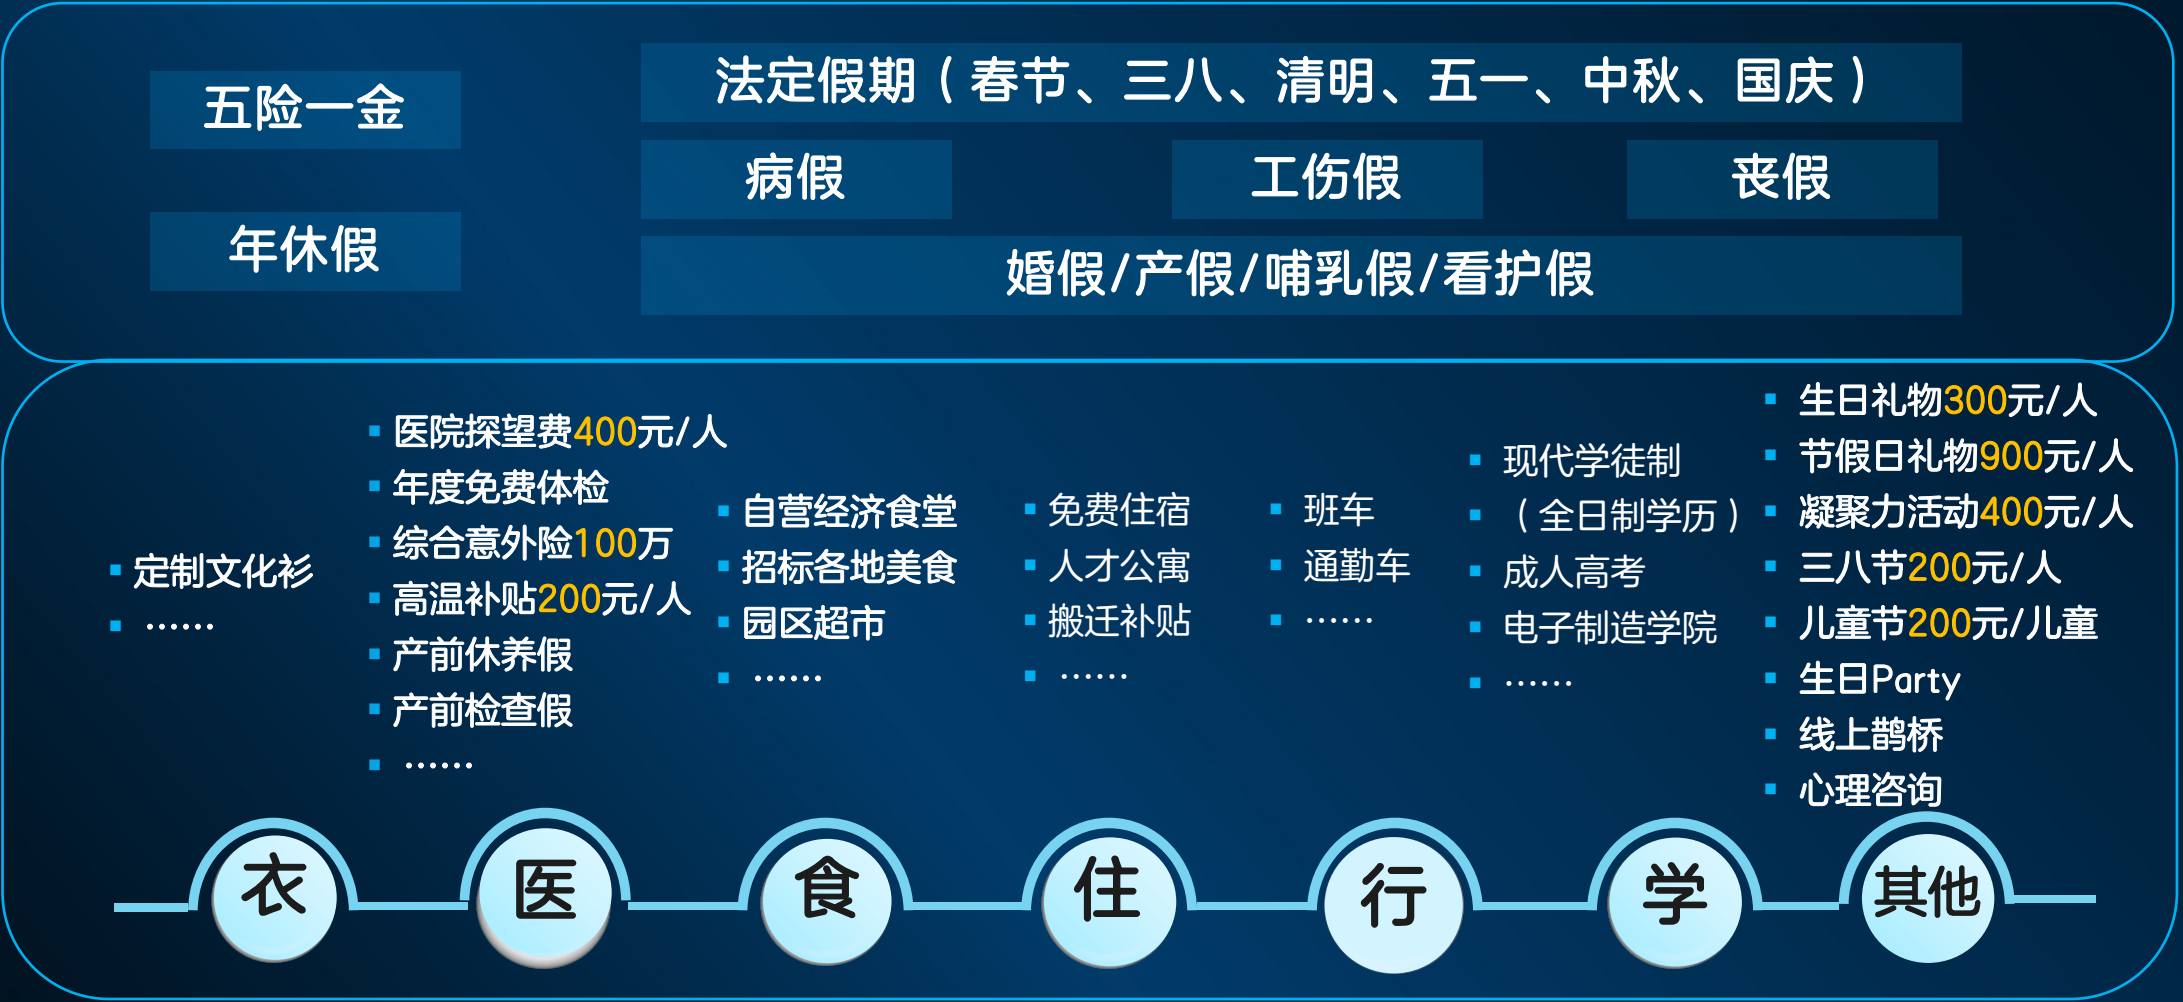 五险一金
年休假
法定假期（春节、三八、清明、五一、中秋、国庆）
病假
工伤假
丧假
婚假/产假/哺乳假/看护假
定制文化衫
……
衣
医院探望费400元/人
年度免费体检
综合意外险100万
高温补贴200元/人
产前休养假
产前检查假
……
医
自营经济食堂
招标各地美食
园区超市
……
食
免费住宿
人才公寓
搬迁补贴
……
住
班车
通勤车
……
行
现代学徒制
（全日制学历）
成人高考
电子制造学院
……
学
生日礼物300元/人
节假日礼物900元/人
凝聚力活动400元/人
三八节200元/人
儿童节200元/儿童
生日Party
线上鹊桥
心理咨询
其他